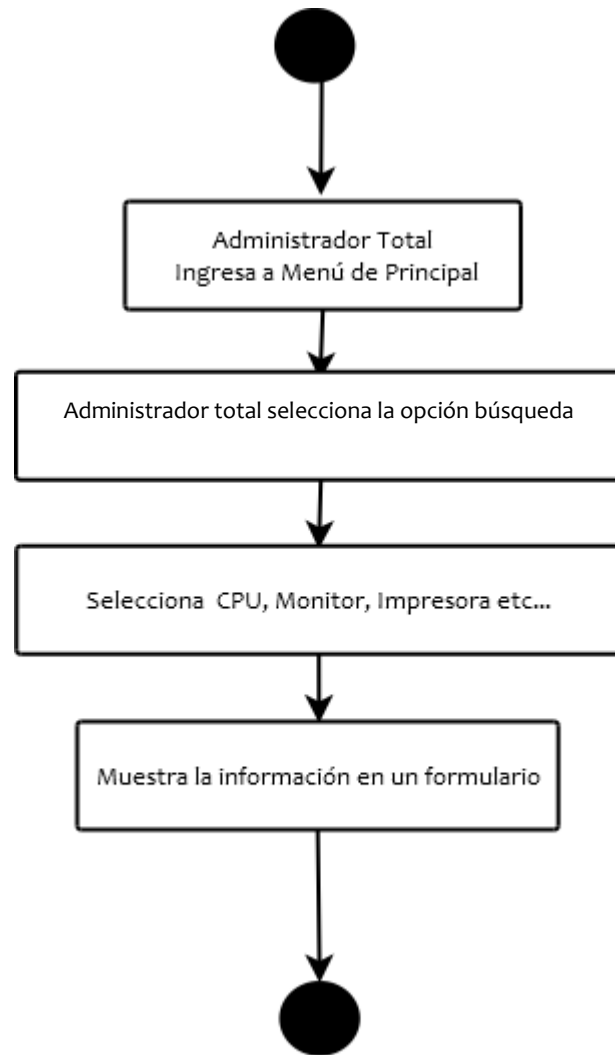 Administrador Total
Ingresa a Menú de Principal
Administrador total selecciona la opción búsqueda
Selecciona CPU, Monitor, Impresora etc...
Muestra la información en un formulario